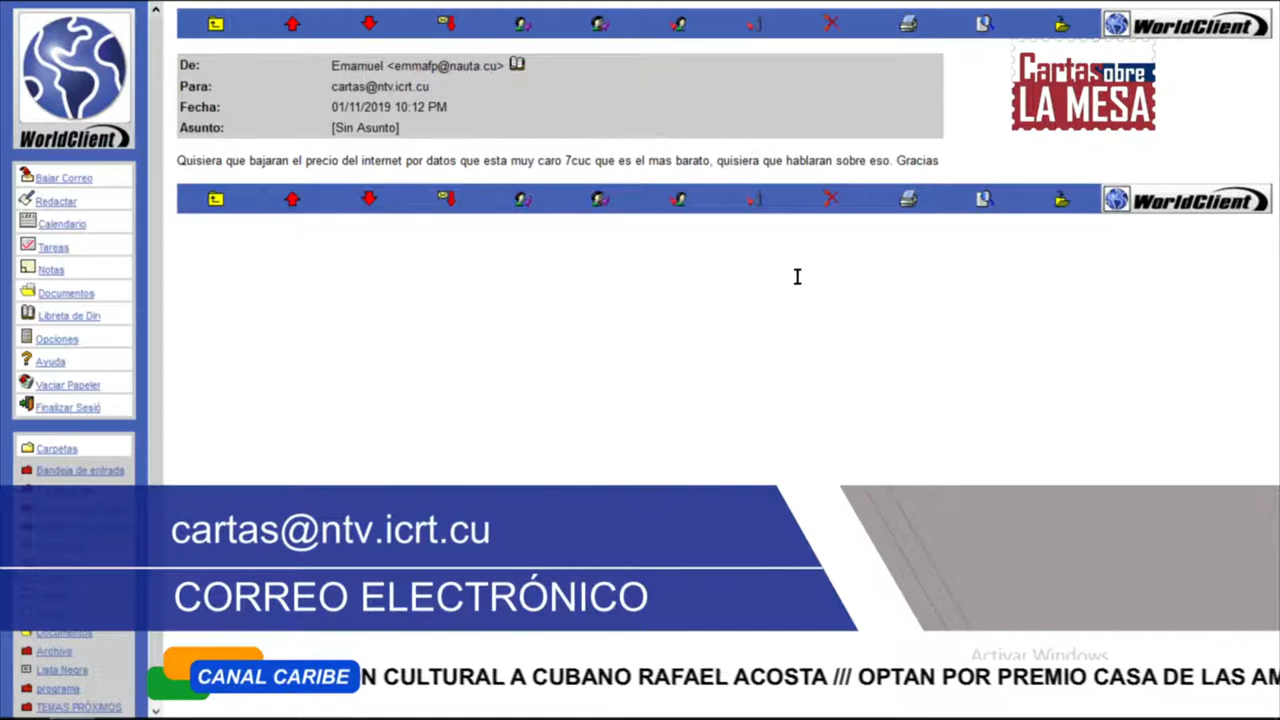 WorldClient
Cartas sobre
LA MESA
De: Emamuel <emmafp@nauta.cu>
Para: cartas@ntv.icrt.cu
Fecha: 01/11/2019 10:12 PM
Asunto: [Sin Asunto]
Quisiera que bajaran el precio del internet por datos que esta muy caro 7cuc que es el mas barato, quisiera que hablaran sobre eso. Gracias
WorldClient
WorldClient
Bajar Correo
Redactar
Calendario
Tareas
Notas
Documentos
Libreta de Dir
Opciones
Ayuda
Vaciar Papeler
Finalizar Sesió
Carpetas
Bandeja de entrada
cartas@ntv.icrt.cu
CORREO ELECTRÓNICO
Documentos
Archivo
Lista Negra
programa
TEMAS PRÓXIMOS
Activar Windows
CANAL CARIBE
N CULTURAL A CUBANO RAFAEL ACOSTA /// OPTAN POR PREMIO CASA DE LAS AM